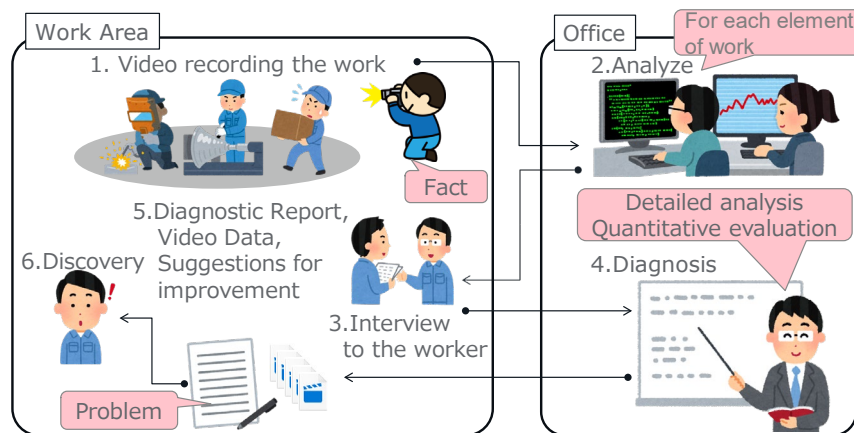 Work Area
1. Video recording the work
Fact
5.Diagnostic Report,
Video Data,
Suggestions for
improvement
6.Discovery
3.Interview
to the worker
Problem
Office
For each element
of work
2.Analyze
Detailed analysis
Quantitative evaluation
4.Diagnosis